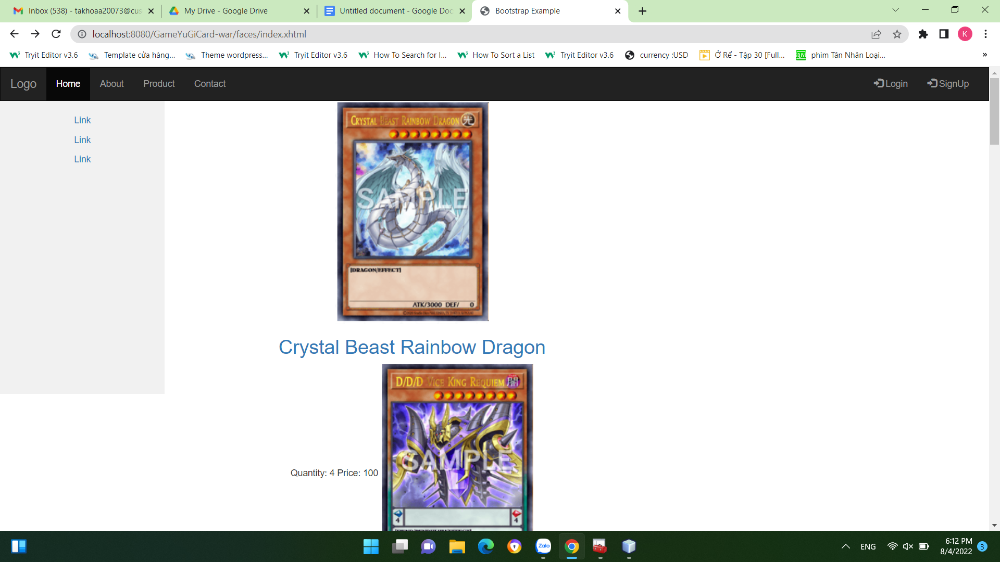 Inbox (538) - takhoaa20073@cus
My Drive - Google Drive
Untitled document - Google Doc
Bootstrap Example
localhost:8080/GameYuGiCard-war/faces/index.xhtml
K
Tryit Editor v3.6
Template cửa hàng...
Theme wordpress...
Tryit Editor v3.6
How To Search for I...
How To Sort a List
Tryit Editor v3.6
currency :USD
Ở Rể - Tập 30 [Full...
phim Tân Nhân Loại...
»
Logo
Home
About
Product
Contact
Login
SignUp
Link
Link
Link
Crystal Beast Rainbow Dragon
光
SAMPLE
[DRAGON/EFFECT]
ATK/3000 DEF/ 0
Crystal Beast Rainbow Dragon
D/D/D Vice King Requiem
闇
SAMPLE
Quantity: 4 Price: 100
4
4
Zalo
ENG
6:12 PM
8/4/2022
3